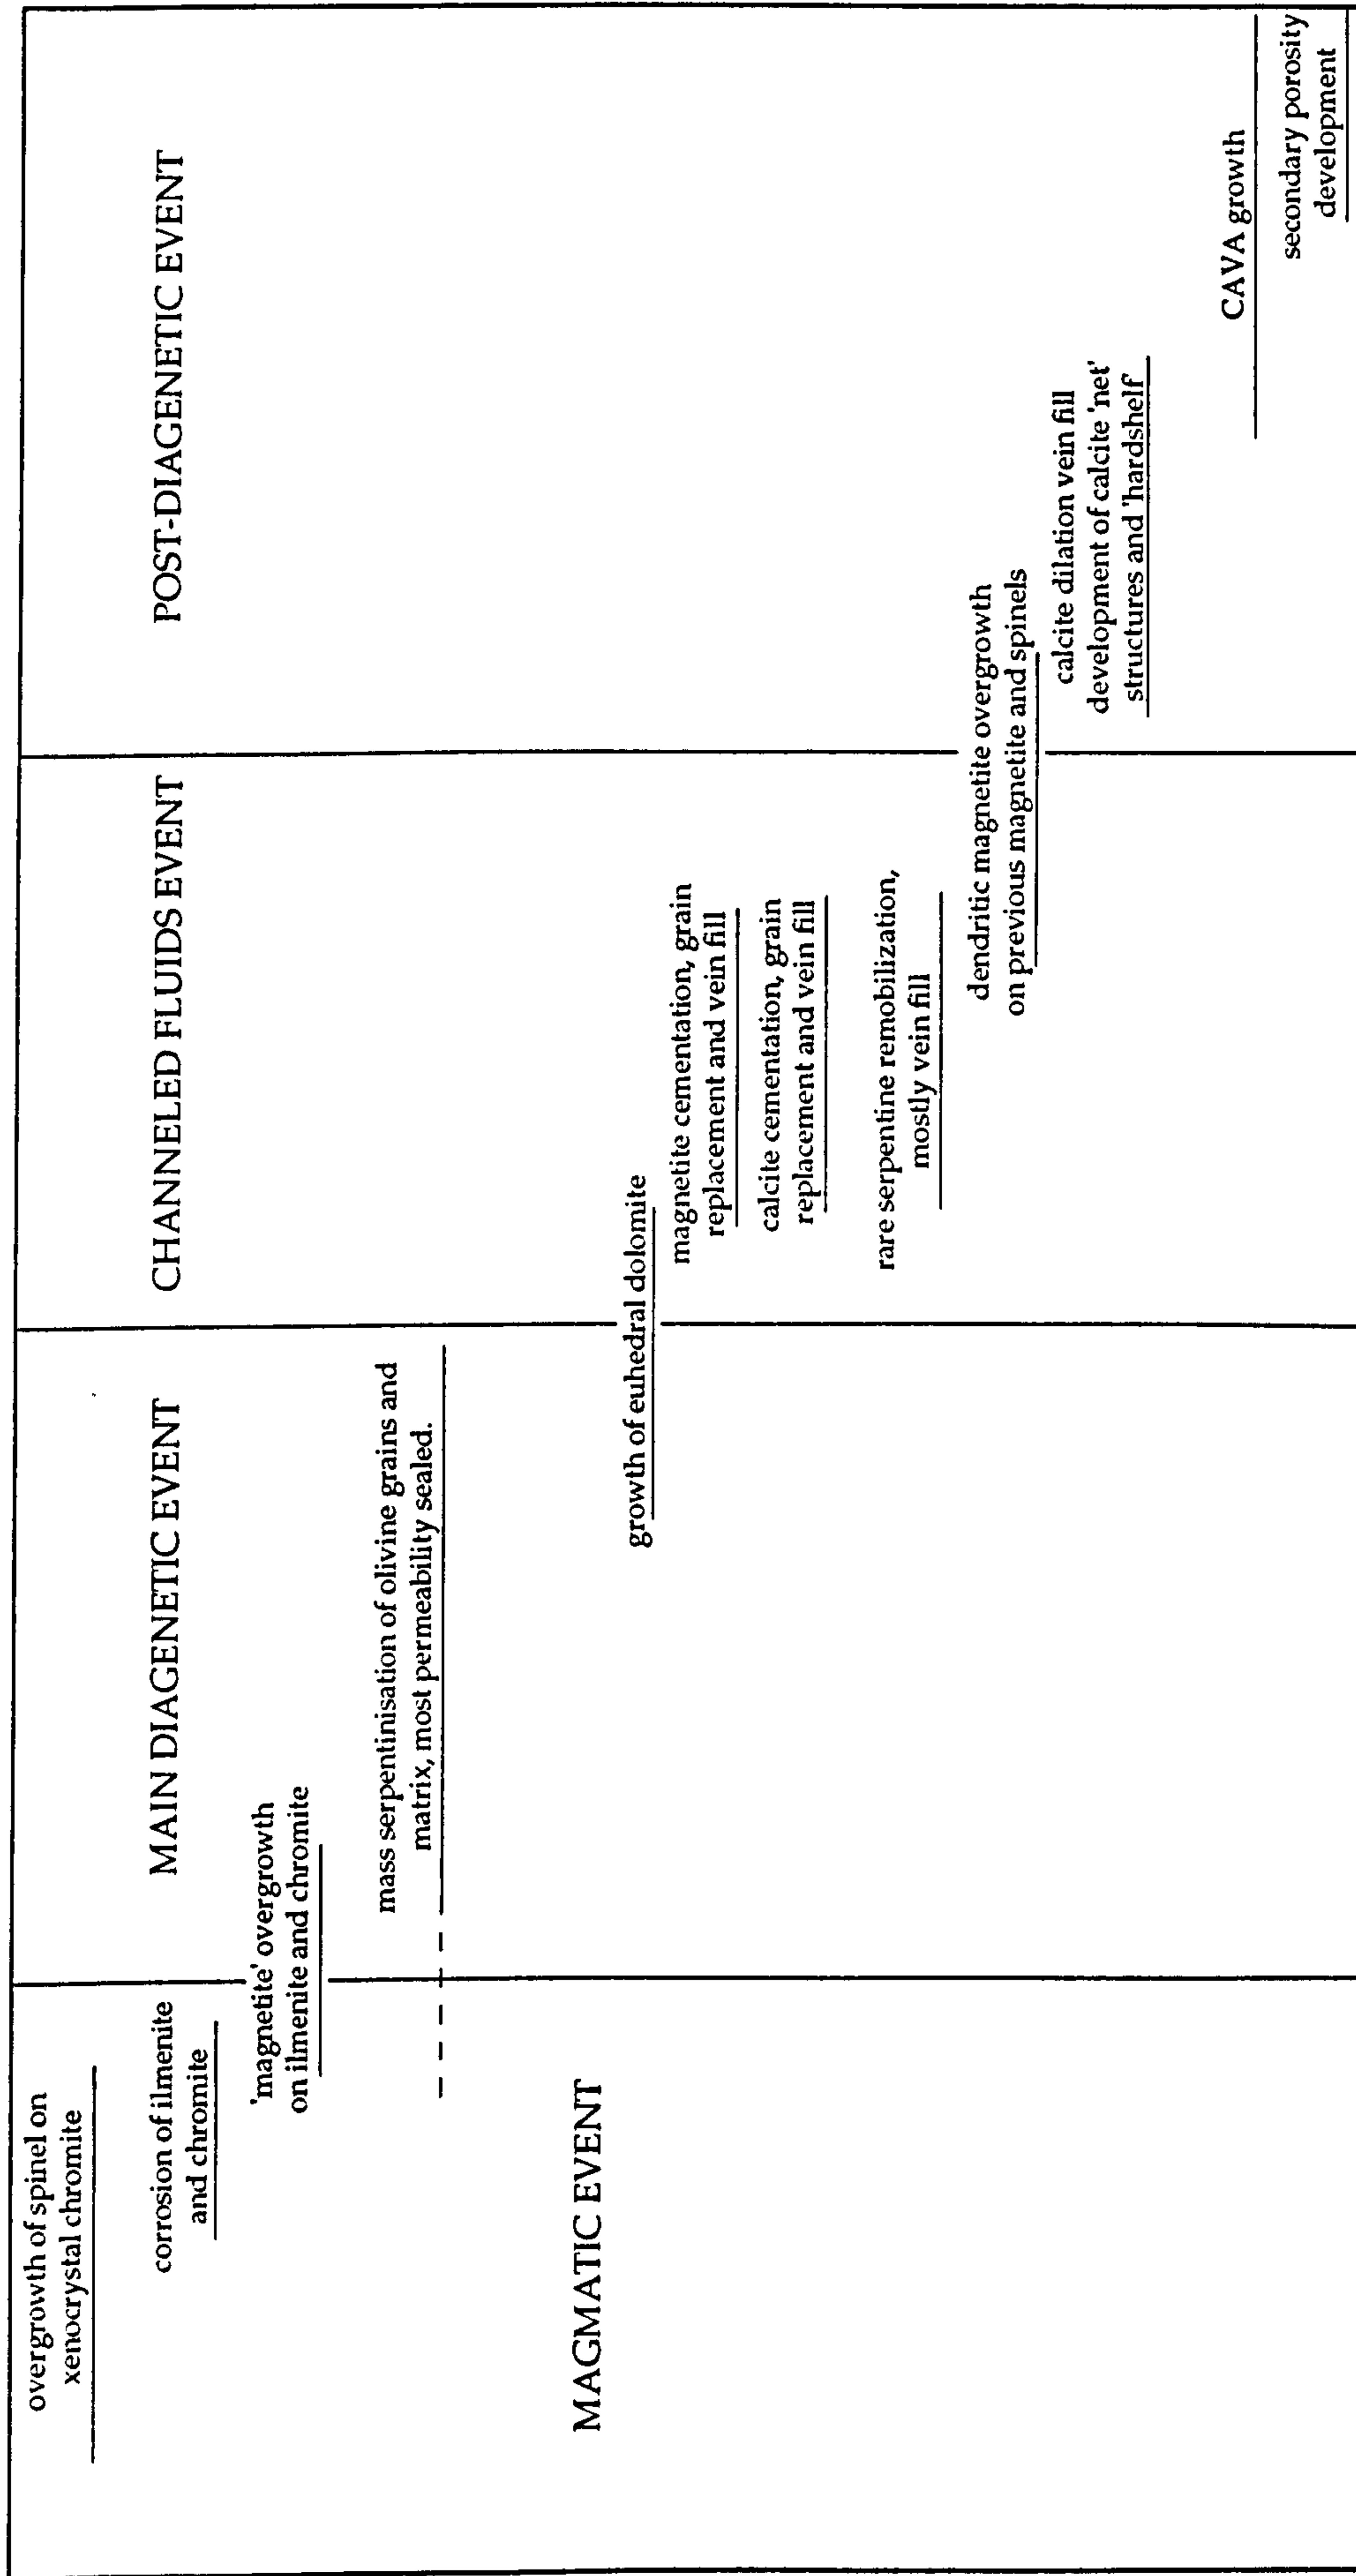 overgrowth of spinel on
xenocrystal chromite
corrosion of ilmenite
and chromite
'magnetite' overgrowth
on ilmenite and chromite
MAGMATIC EVENT
MAIN DIAGENETIC EVENT
mass serpentinisation of olivine grains and
matrix, most permeability sealed.
growth of euhedral dolomite
CHANNELED FLUIDS EVENT
magnetite cementation, grain
replacement and vein fill
calcite cementation, grain
replacement and vein fill
rare serpentine remobilization,
mostly vein fill
dendritic magnetite overgrowth
on previous magnetite and spinels
POST-DIAGENETIC EVENT
calcite dilation vein fill
development of calcite 'net'
structures and 'hardshelf'
CAVA growth
secondary porosity
development